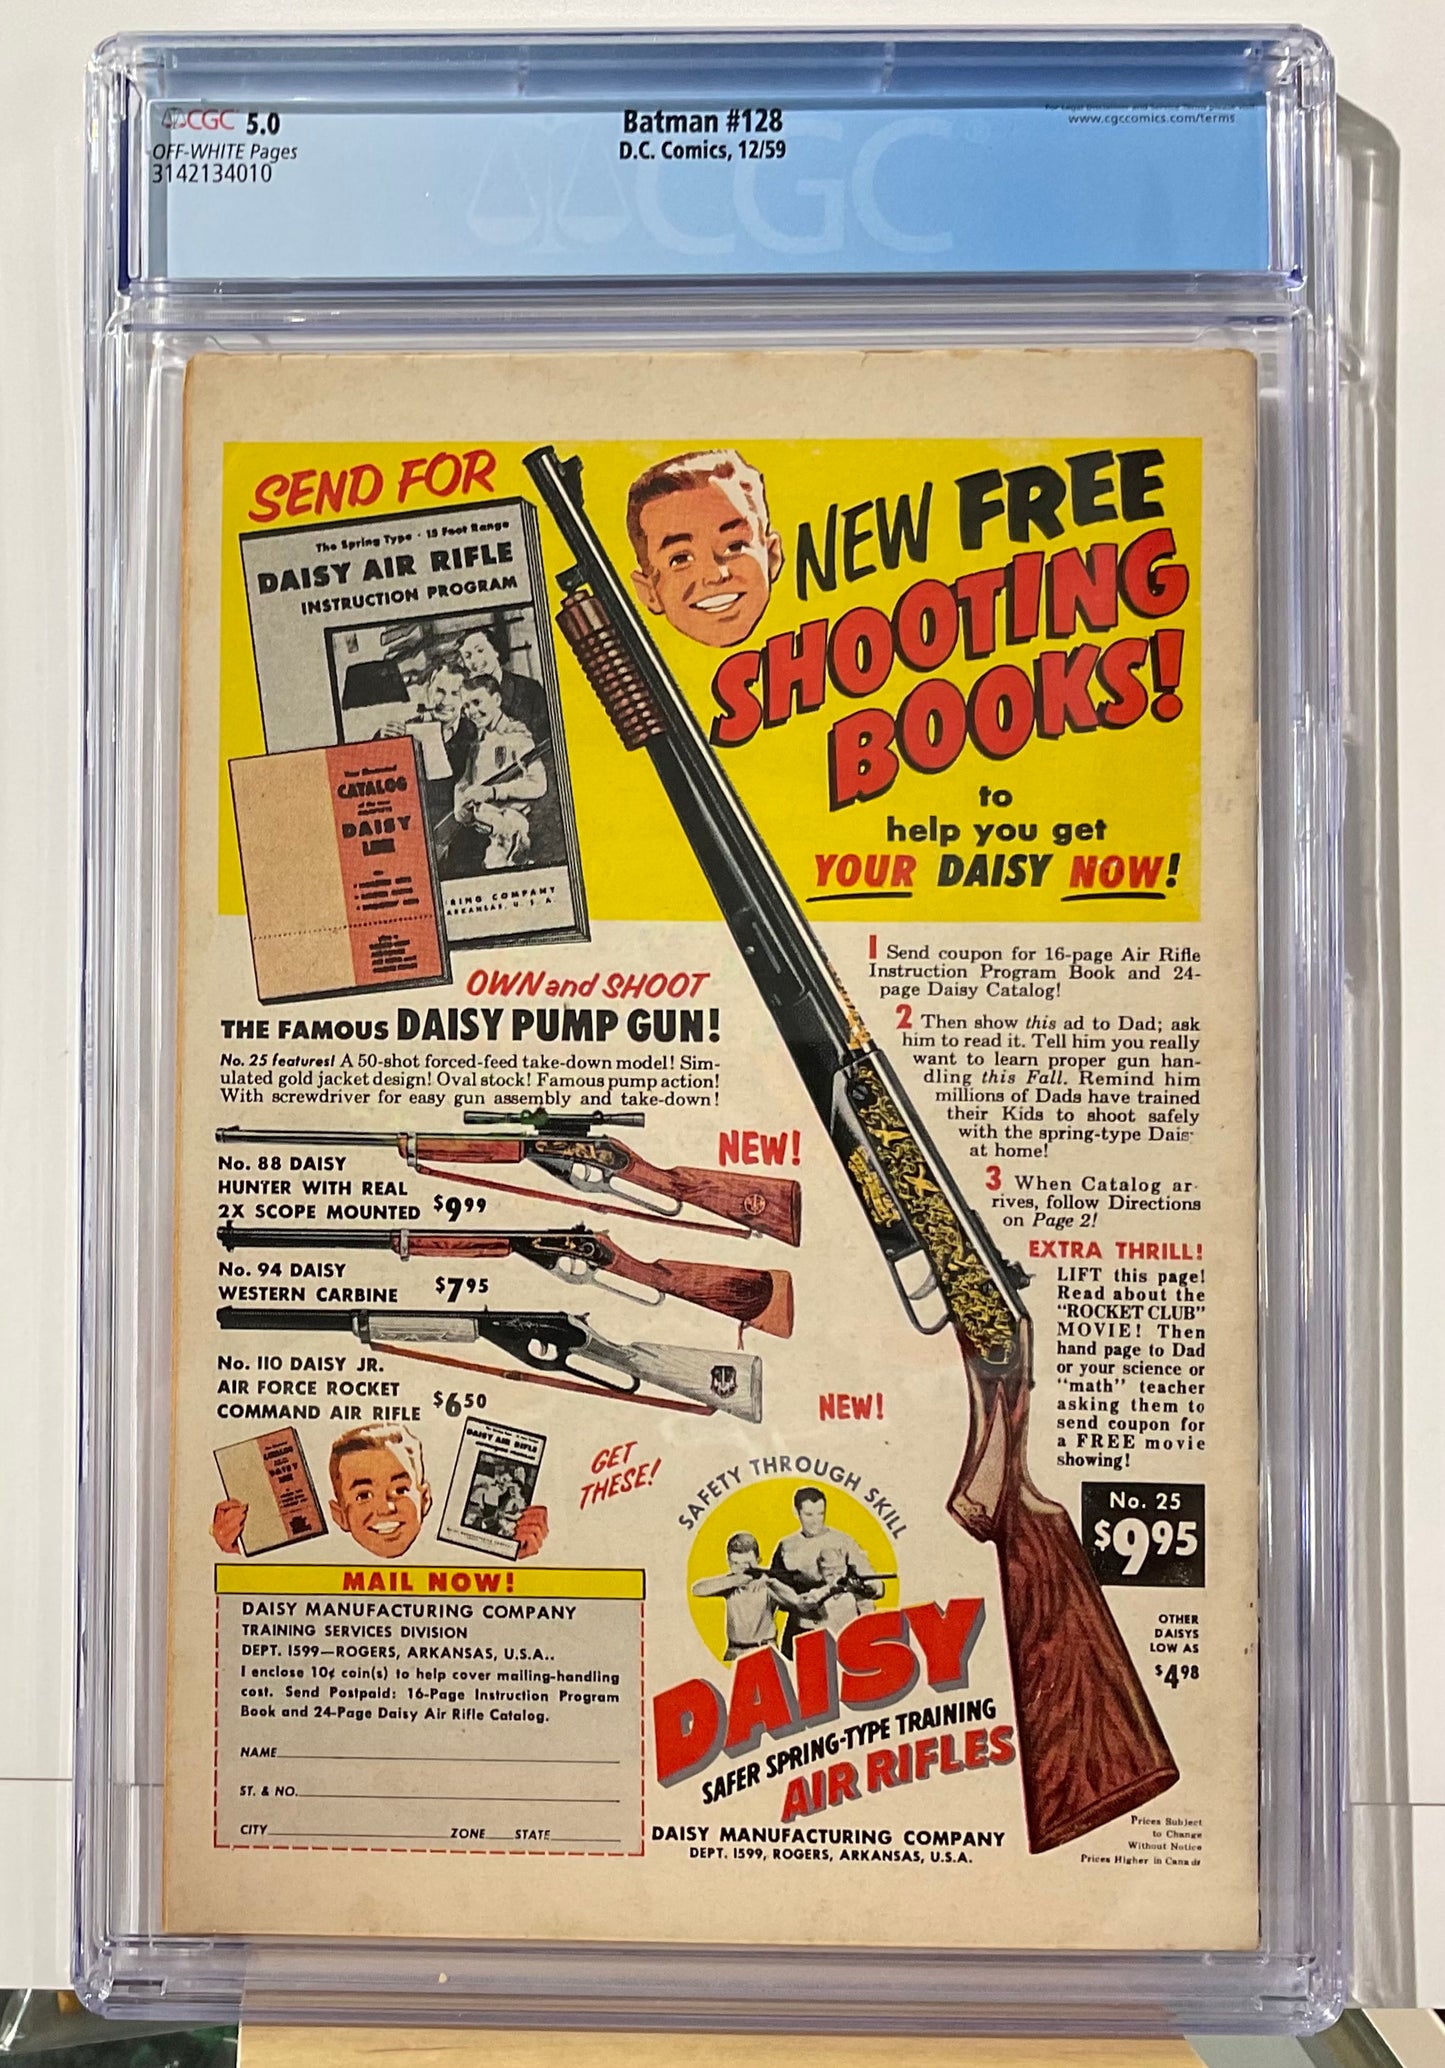 CGC 5.0
OFF-WHITE Pages
3142134010
Batman #128
D.C. Comics, 12/59
www.cgccomics.com/terms
CGC
SEND FOR
The Spring Type · 15 Foot Range
DAISY AIR RIFLE
INSTRUCTION PROGRAM
CATALOG
DAISY
LINE
RING COMPANY
ARKANSAS, U. S. A.
NEW FREE
SHOOTING
BOOKS!
to
help you get
YOUR DAISY NOW!
OWN and SHOOT
THE FAMOUS DAISY PUMP GUN!
No. 25 features! A 50-shot forced-feed take-down model! Sim-
ulated gold jacket design! Oval stock! Famous pump action!
With screwdriver for easy gun assembly and take-down!
NEW!
No. 88 DAISY
HUNTER WITH REAL
2X SCOPE MOUNTED $9 99
No. 94 DAISY
WESTERN CARBINE $7 95
No. 110 DAISY JR.
AIR FORCE ROCKET
COMMAND AIR RIFLE $6 50
NEW!
1 Send coupon for 16-page Air Rifle
Instruction Program Book and 24-
page Daisy Catalog!
2 Then show this ad to Dad; ask
him to read it. Tell him you really
want to learn proper gun han-
dling this Fall. Remind him
millions of Dads have trained
their Kids to shoot safely
with the spring-type Dais
at home!
3 When Catalog ar-
rives, follow Directions
on Page 2!
EXTRA THRILL!
LIFT this page!
Read about the
"ROCKET CLUB"
MOVIE! Then
hand page to Dad
or your science or
"math" teacher
asking them to
send coupon for
a FREE movie
showing!
DAISY AIR RIFLE
GET
THESE!
MAIL NOW!
DAISY MANUFACTURING COMPANY
TRAINING SERVICES DIVISION
DEPT. 1599—ROGERS, ARKANSAS, U.S.A..
I enclose 10¢ coin(s) to help cover mailing-handling
cost. Send Postpaid: 16-Page Instruction Program
Book and 24-Page Daisy Air Rifle Catalog.
NAME
ST. & NO.
CITY ZONE STATE
SAFETY THROUGH SKILL
DAISY
SAFER SPRING-TYPE TRAINING
AIR RIFLES
DAISY MANUFACTURING COMPANY
DEPT. 1599, ROGERS, ARKANSAS, U.S.A.
No. 25
$9 95
OTHER
DAISYS
LOW AS
$4 98
Prices Subject
to Change
Without Notice
Prices Higher in Canada